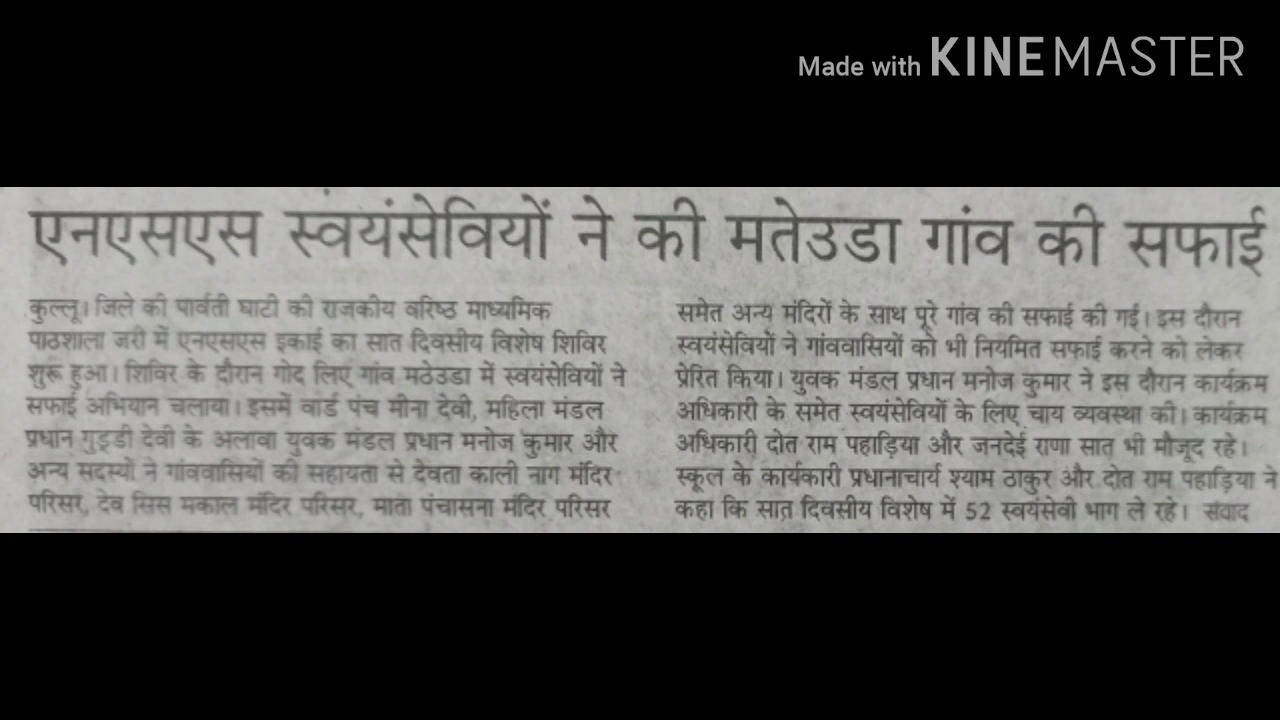 Made with KINEMASTER
एनएसएस स्वयंसेवियों ने की मतेउडा गांव की सफाई
कुल्लू। जिले की पार्वती घाटी की राजकीय वरिष्ठ माध्यमिक
पाठशाला जरी में एनएसएस इकाई का सात दिवसीय विशेष शिविर
शुरू हुआ। शिविर के दौरान गोद लिए गांव मठेउडा में स्वयंसेवियों ने
सफाई अभियान चलाया। इसमें वार्ड पंच मीना देवी, महिला मंडल
प्रधान गुड्डी देवी के अलावा युवक मंडल प्रधान मनोज कुमार और
अन्य सदस्यों ने गांववासियों की सहायता से देवता काली नाग मंदिर
परिसर, देव सिस मकाल मंदिर परिसर, माता पंचासना मंदिर परिसर
समेत अन्य मंदिरों के साथ पूरे गांव की सफाई की गई। इस दौरान
स्वयंसेवियों ने गांववासियों को भी नियमित सफाई करने को लेकर
प्रेरित किया। युवक मंडल प्रधान मनोज कुमार ने इस दौरान कार्यक्रम
अधिकारी के समेत स्वयंसेवियों के लिए चाय व्यवस्था की। कार्यक्रम
अधिकारी दोत राम पहाड़िया और जनदेई राणा सात भी मौजूद रहे।
स्कूल के कार्यकारी प्रधानाचार्य श्याम ठाकुर और दोत राम पहाड़िया ने
कहा कि सात दिवसीय विशेष में 52 स्वयंसेवी भाग ले रहे। संवाद